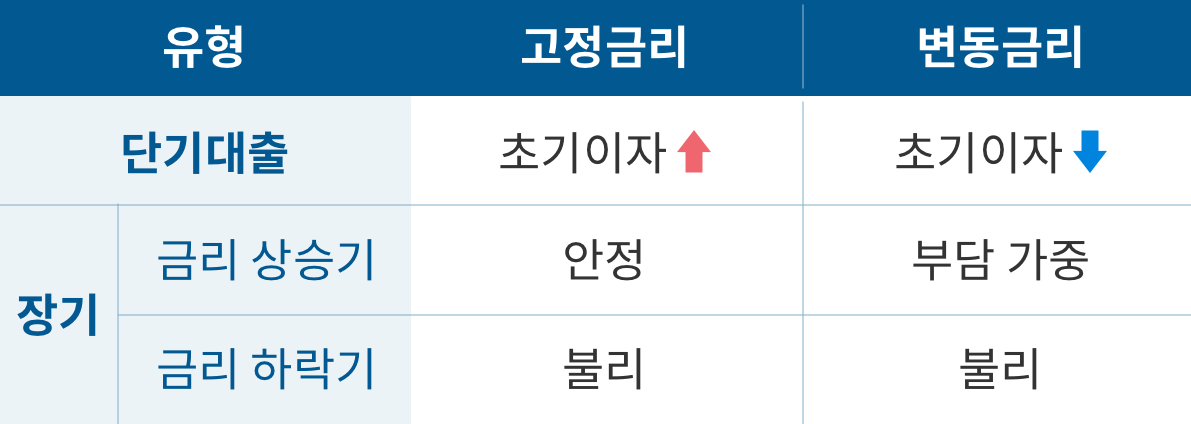 유형 고정금리 변동금리
단기대출 초기이자 초기이자
장기
금리 상승기 안정 부담 가중
금리 하락기 불리 불리